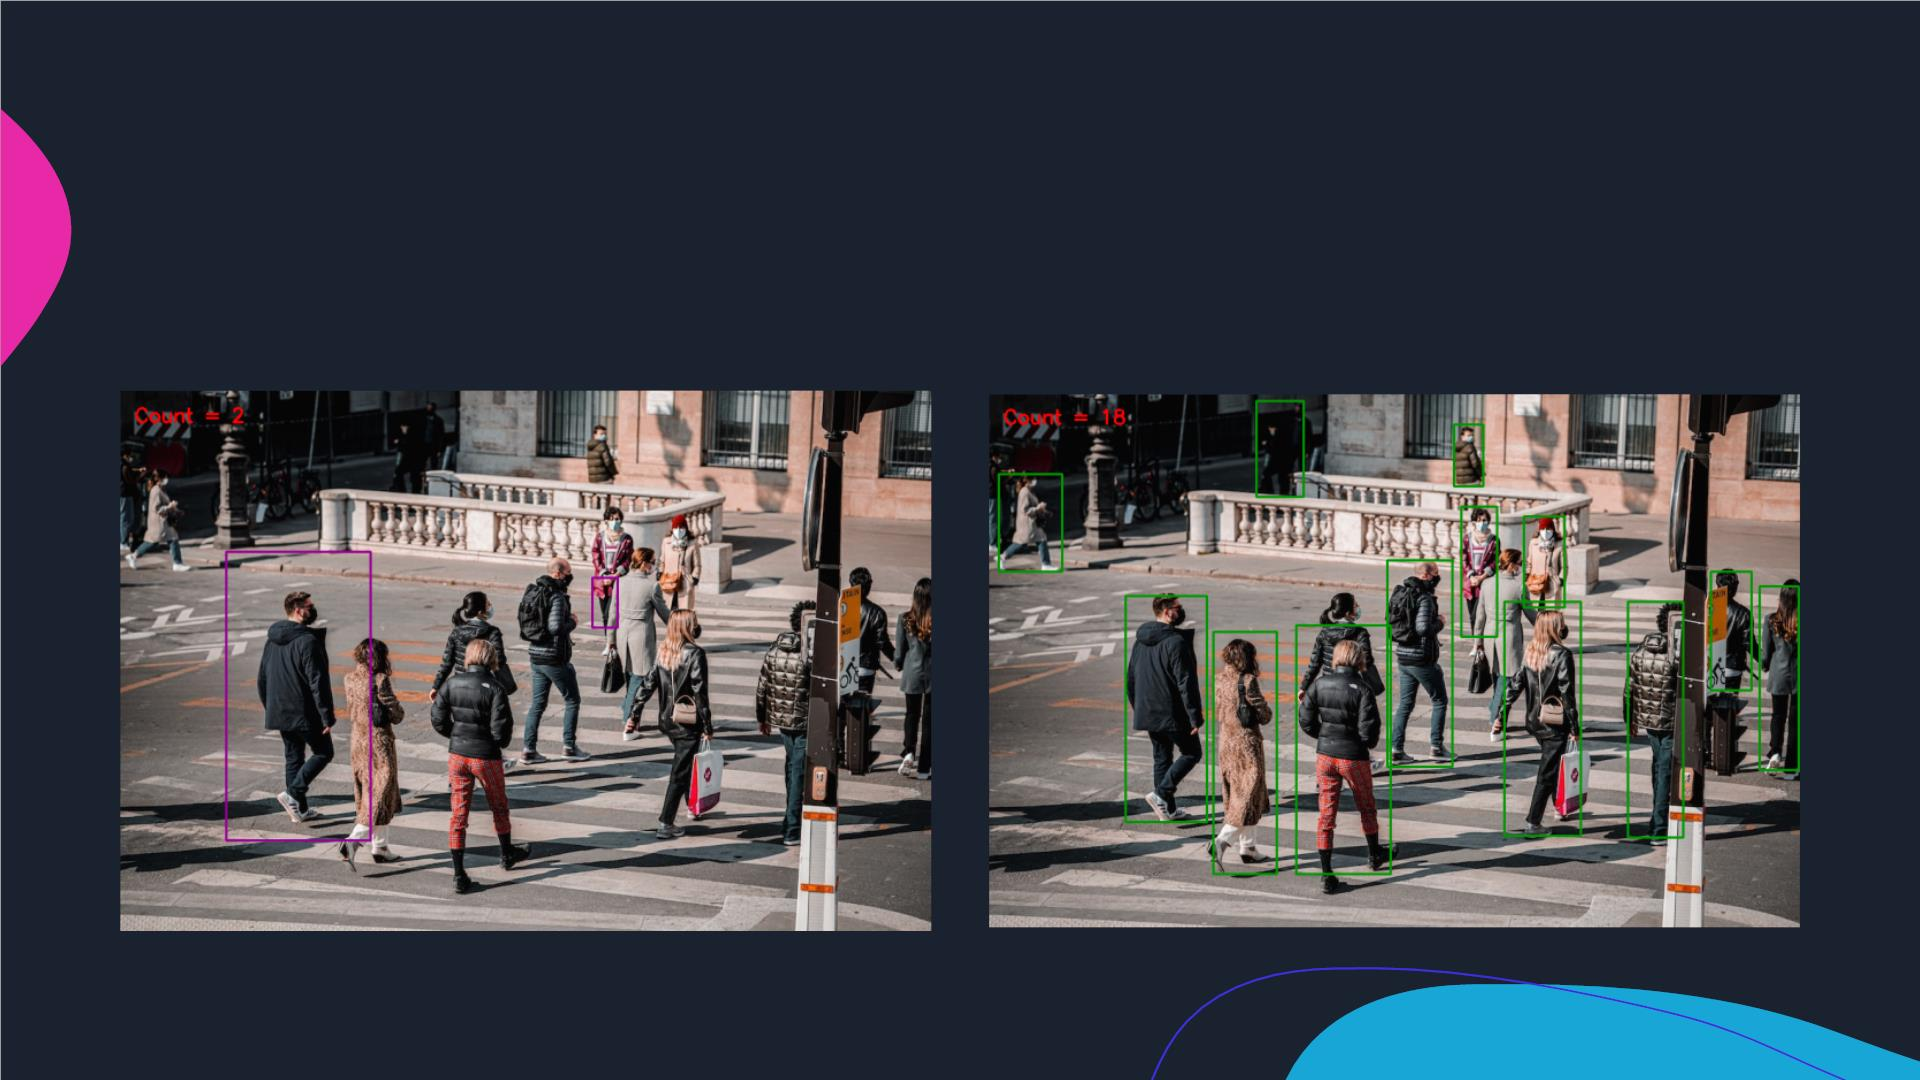 Count = 2
Count = 18